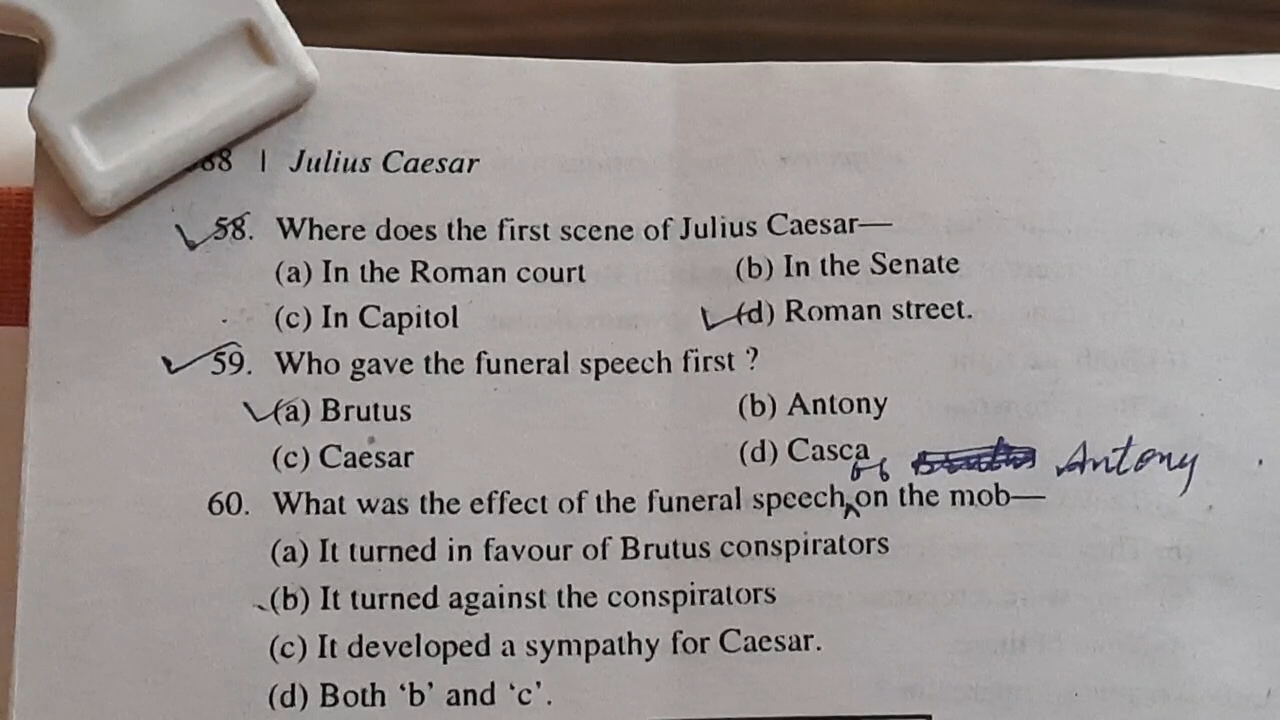 88 | Julius Caesar
58. Where does the first scene of Julius Caesar—
(a) In the Roman court (b) In the Senate
(c) In Capitol (d) Roman street.
59. Who gave the funeral speech first ?
(a) Brutus (b) Antony
(c) Caesar (d) Casca
of Antony
60. What was the effect of the funeral speech on the mob—
(a) It turned in favour of Brutus conspirators
(b) It turned against the conspirators
(c) It developed a sympathy for Caesar.
(d) Both ‘b’ and ‘c’.